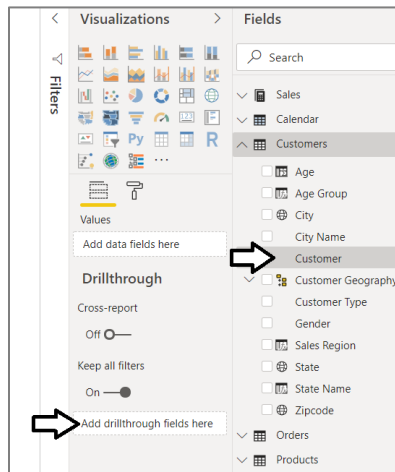 Visualizations
Filters
Py
R
123
Values
Add data fields here
Drillthrough
Cross-report
Off
Keep all filters
On
Add drillthrough fields here
Fields
Search
Sales
Calendar
Customers
Age
Age Group
City
City Name
Customer
Customer Geography
Customer Type
Gender
Sales Region
State
State Name
Zipcode
Orders
Products